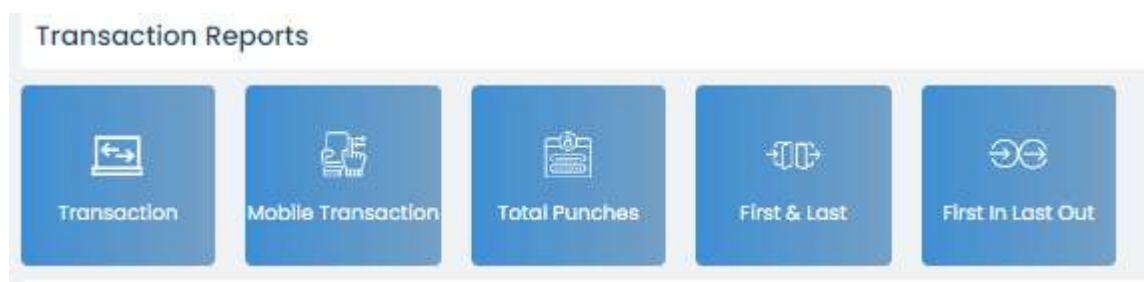 Transaction Reports
Transaction
Mobile Transaction
Total Punches
First & Last
First In Last Out